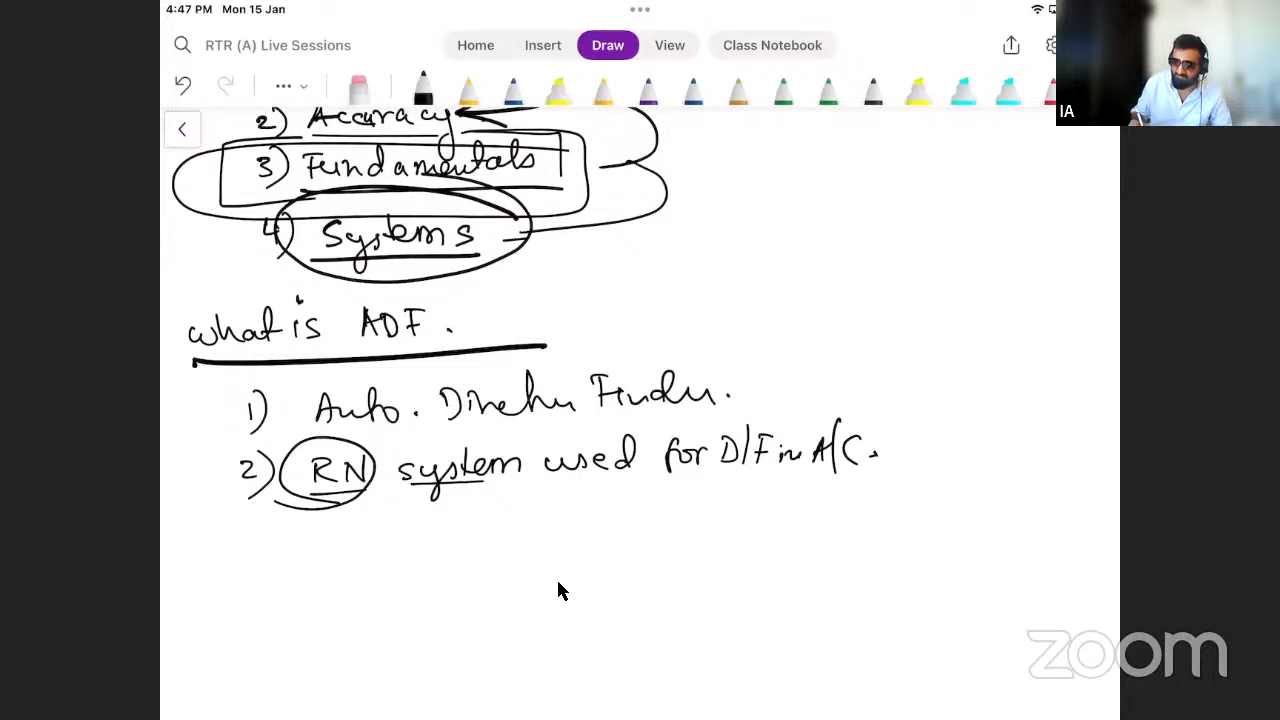 4:47 PM Mon 15 Jan
RTR (A) Live Sessions
Home Insert Draw View Class Notebook
IA
2) Accuracy
3) Fundamentals
4) Systems
What is ADF.
1) Auto. Direction Finder.
2) RN system used for D/F in A/C.
zoom